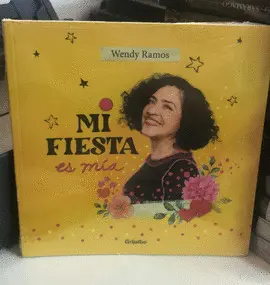 Wendy Ramos
MI
FIESTA
es mía
Grijalbo